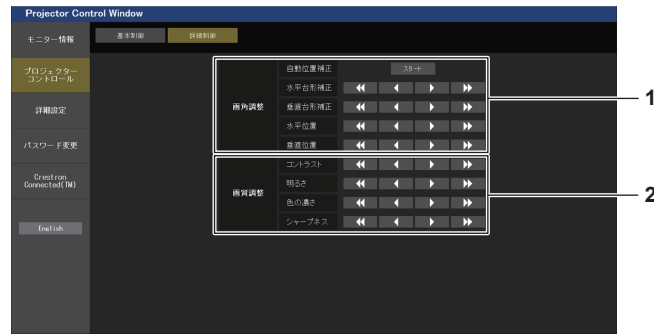 Projector Control Window
モニター情報
基本制御
詳細制御
プロジェクター
コントロール
詳細設定
パスワード変更
Crestron
Connected(TM)
English
画角調整
自動位置補正
スタート
水平台形補正
垂直台形補正
水平位置
垂直位置
1
画質調整
コントラスト
明るさ
色の濃さ
シャープネス
2